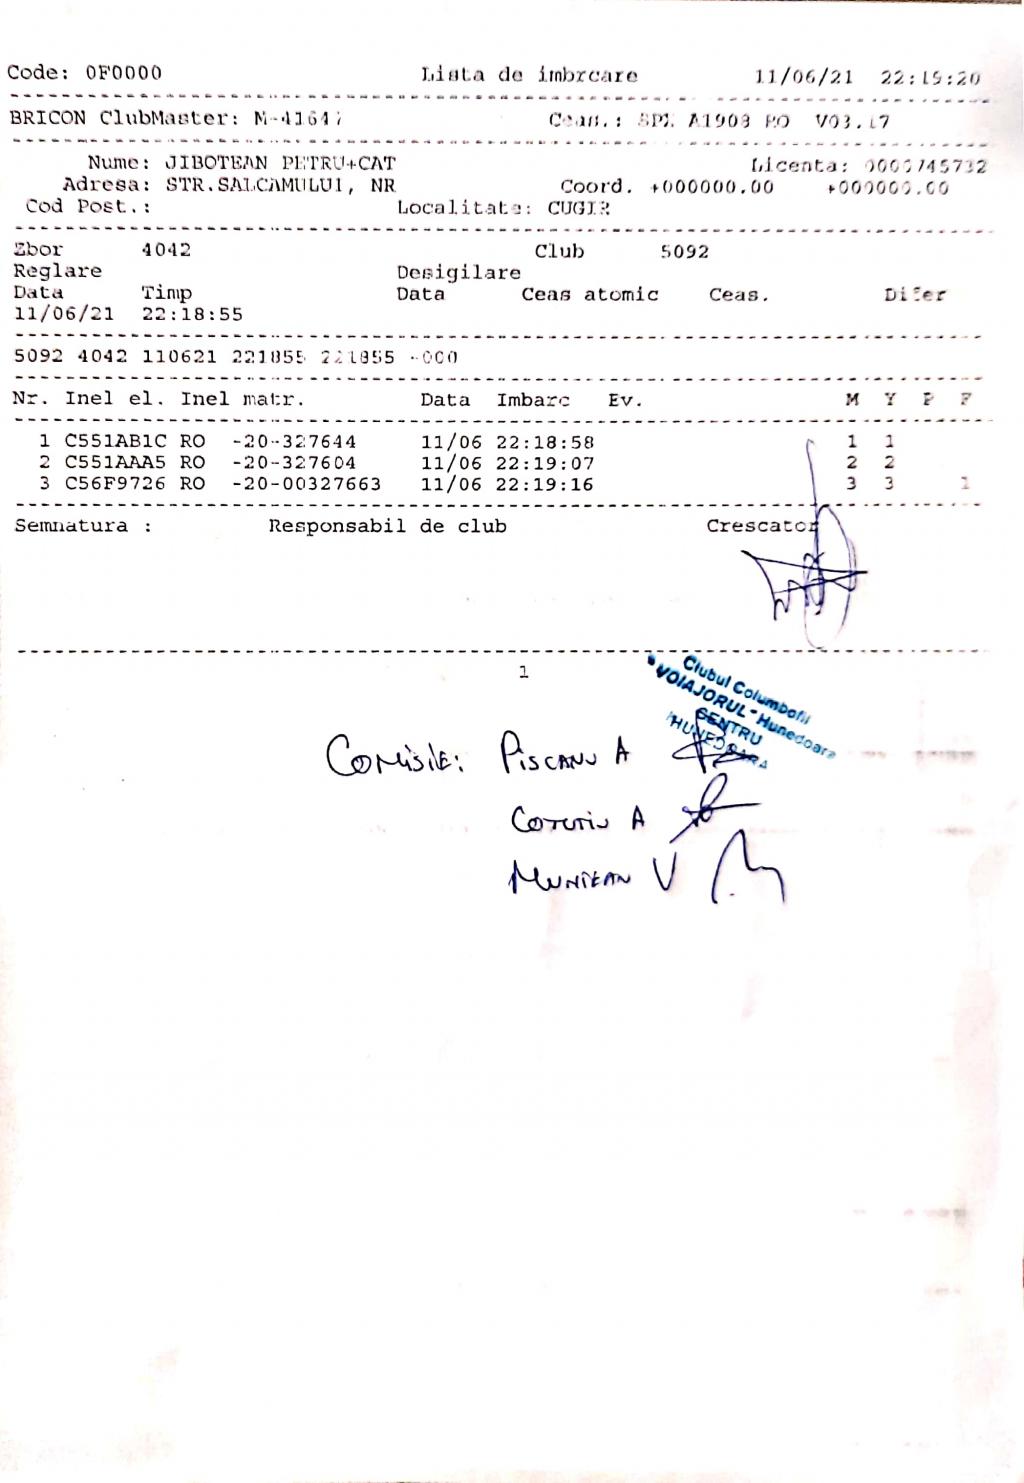 Code: 0F0000 Lista de imbrcare 11/06/21 22:19:20
BRICON ClubMaster: M-41647 Ceas.: A1908 RO V03.17
Nume: JIBOTEAN PETRU+CAT Licenta: 0000745732
Adresa: STR.SALCAMULUI, NR Coord. +000000.00 +000000.00
Cod Post.: Localitate: CUGIR
Zbor 4042 Club 5092
Reglare Desigilare
Data Timp Data Ceas atomic Ceas. Difer
11/06/21 22:18:55
5092 4042 110621 221855 221855 -000
Nr. Inel el. Inel matr. Data Imbarc Ev. M Y P F
1 C551AB1C RO -20-327644 11/06 22:18:58 1 1
2 C551AAA5 RO -20-327604 11/06 22:19:07 2 2
3 C56F9726 RO -20-00327663 11/06 22:19:16 3 3 1
Semnatura : Responsabil de club Crescator
1
Clubul Columbofil
"VOIAJORUL" Hunedoara
CENTRU
HUNEDOARA
Comisie: Piscanu A
Cotutiu A
Muntean V